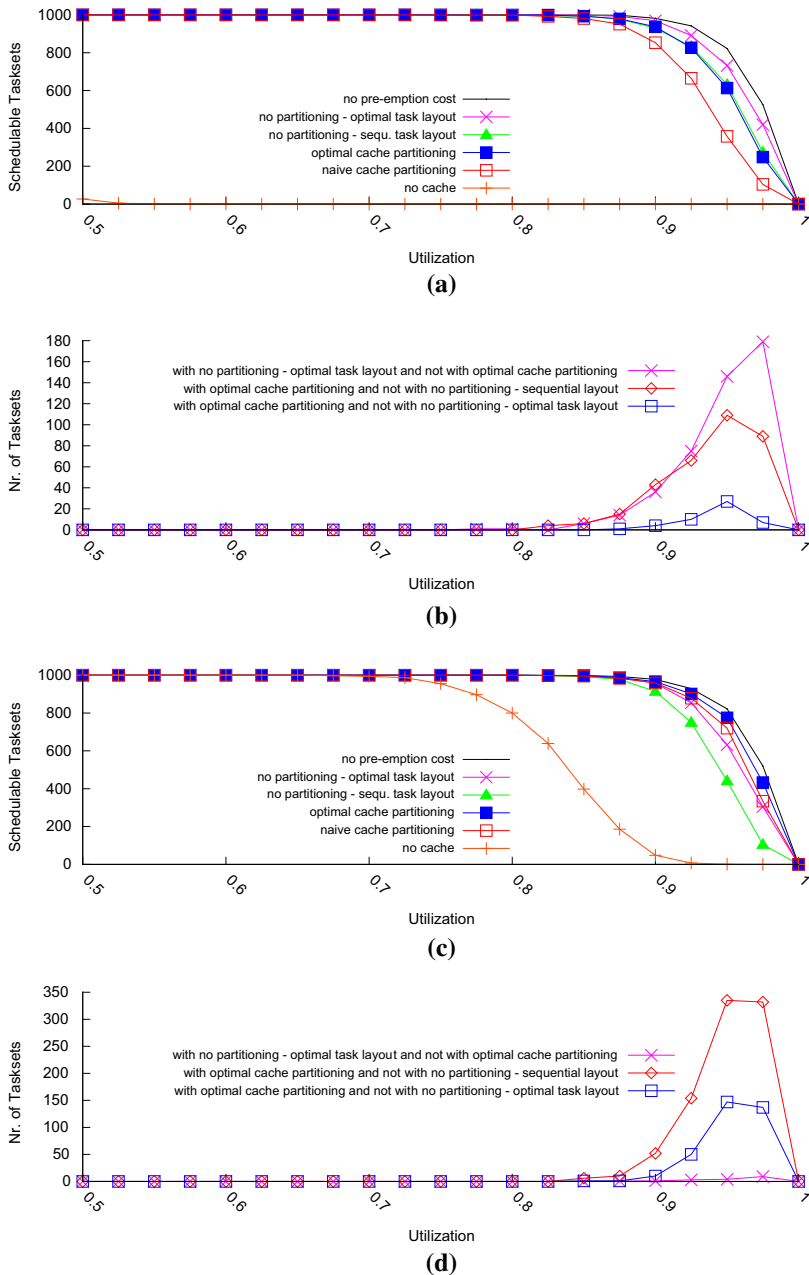 1000
800
600
400
200
0
Schedulable Tasksets
no pre-emption cost
no partitioning - optimal task layout
no partitioning - sequ. task layout
optimal cache partitioning
naive cache partitioning
no cache
0.5 0.6 0.7 0.8 0.9 1
Utilization
(a)
180
160
140
120
100
80
60
40
20
0
Nr. of Tasksets
with no partitioning - optimal task layout and not with optimal cache partitioning
with optimal cache partitioning and not with no partitioning - sequential layout
with optimal cache partitioning and not with no partitioning - optimal task layout
0.5 0.6 0.7 0.8 0.9 1
Utilization
(b)
1000
800
600
400
200
0
Schedulable Tasksets
no pre-emption cost
no partitioning - optimal task layout
no partitioning - sequ. task layout
optimal cache partitioning
naive cache partitioning
no cache
0.5 0.6 0.7 0.8 0.9 1
Utilization
(c)
350
300
250
200
150
100
50
0
Nr. of Tasksets
with no partitioning - optimal task layout and not with optimal cache partitioning
with optimal cache partitioning and not with no partitioning - sequential layout
with optimal cache partitioning and not with no partitioning - optimal task layout
0.5 0.6 0.7 0.8 0.9 1
Utilization
(d)